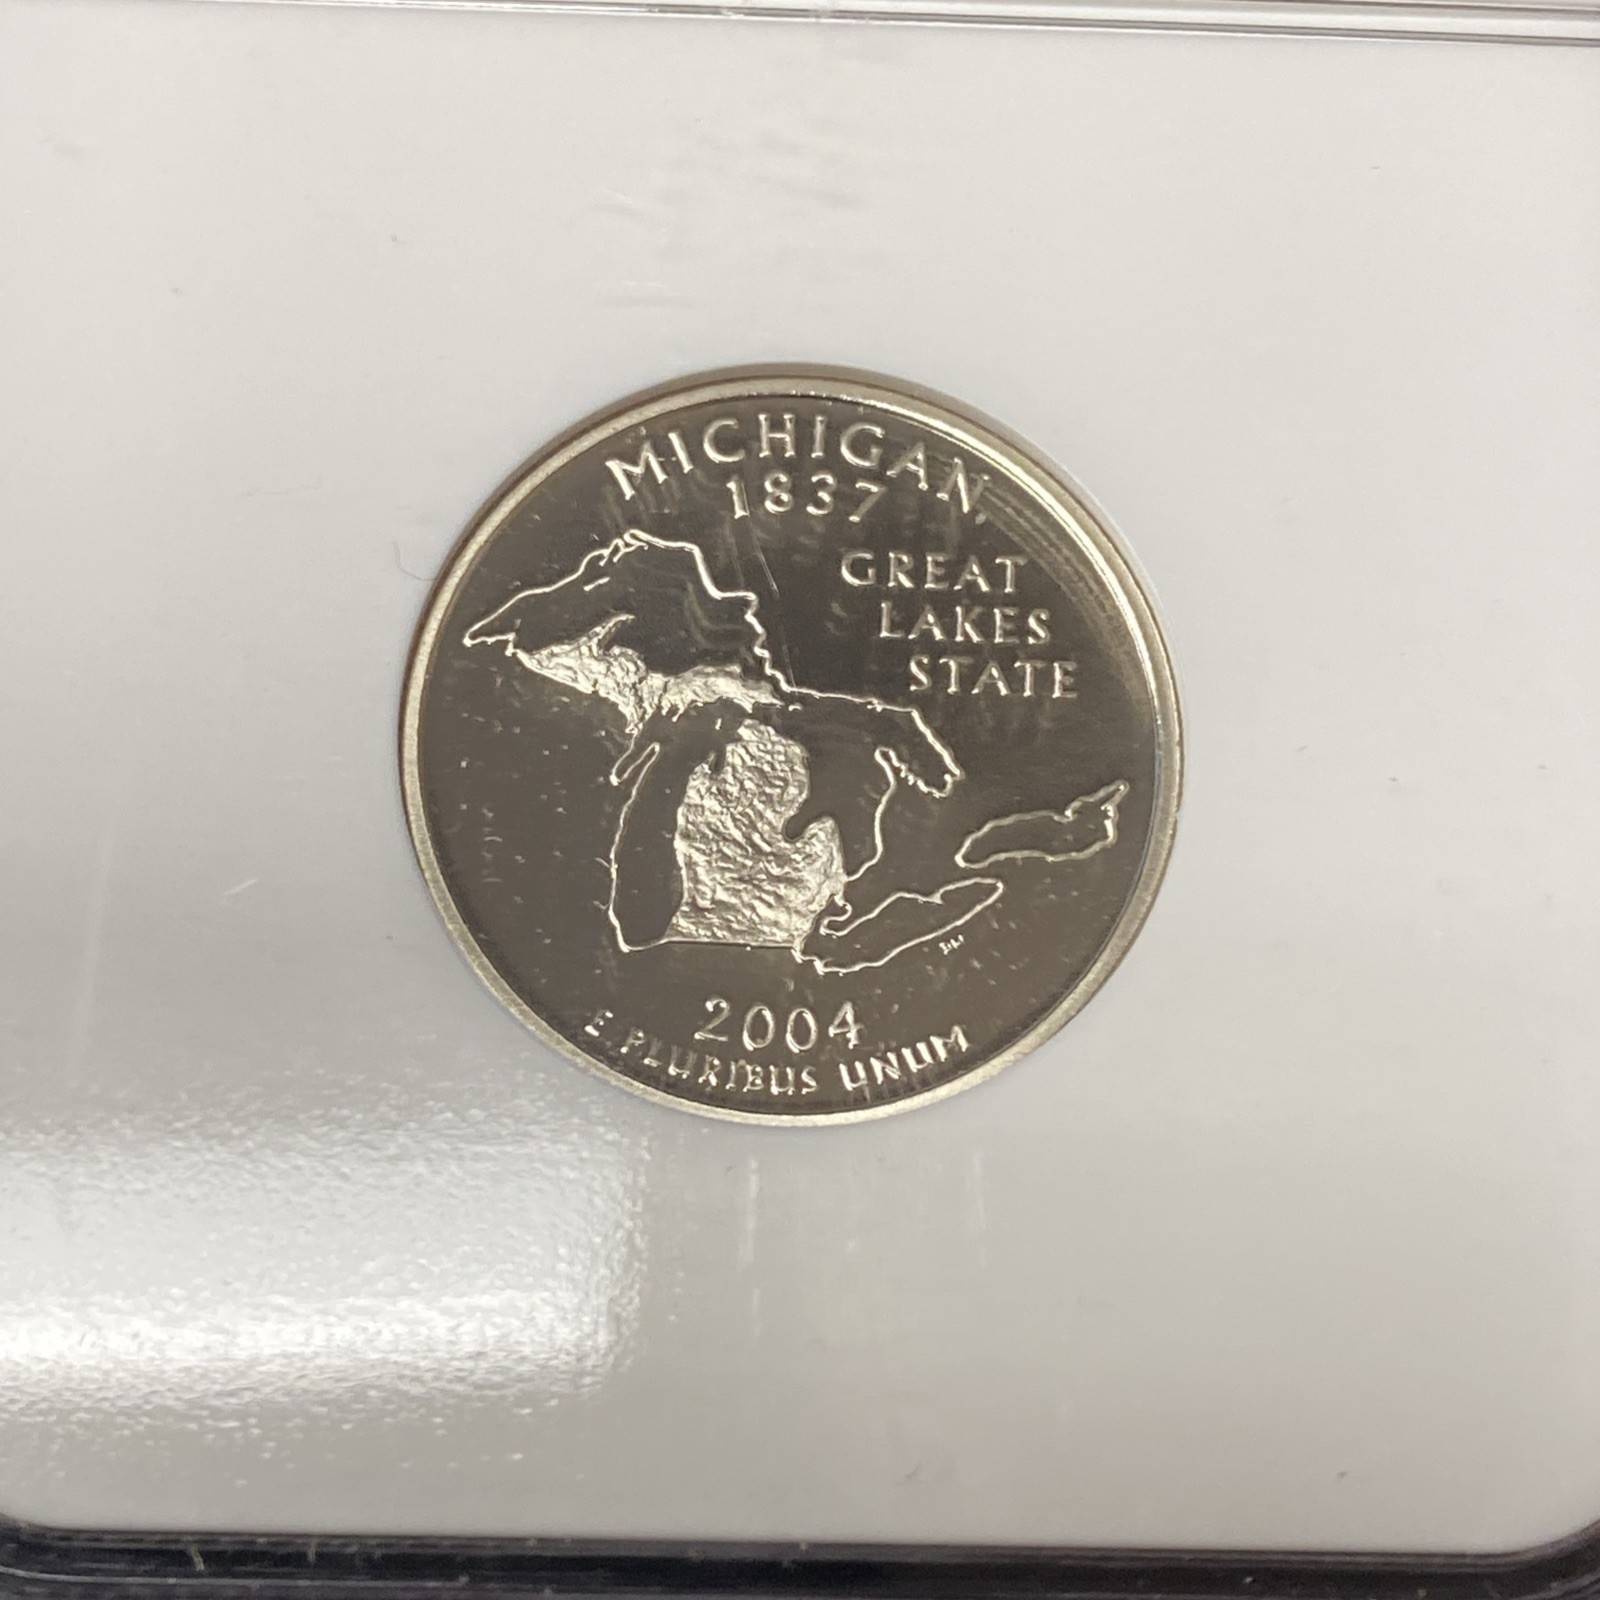 MICHIGAN
1837
GREAT
LAKES
STATE
2004
E PLURIBUS UNUM